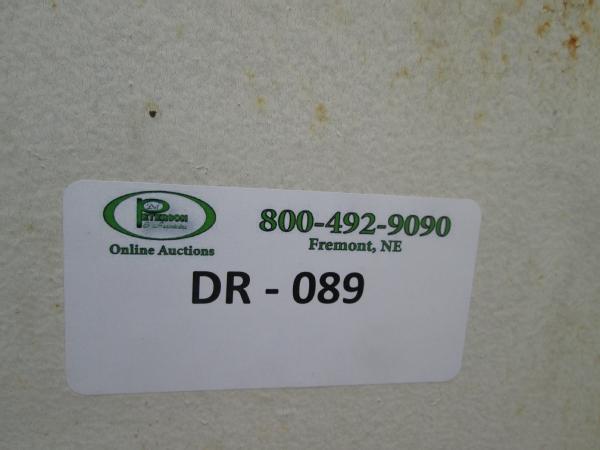 PETERSON
Online Auctions
800-492-9090
Fremont, NE
DR - 089